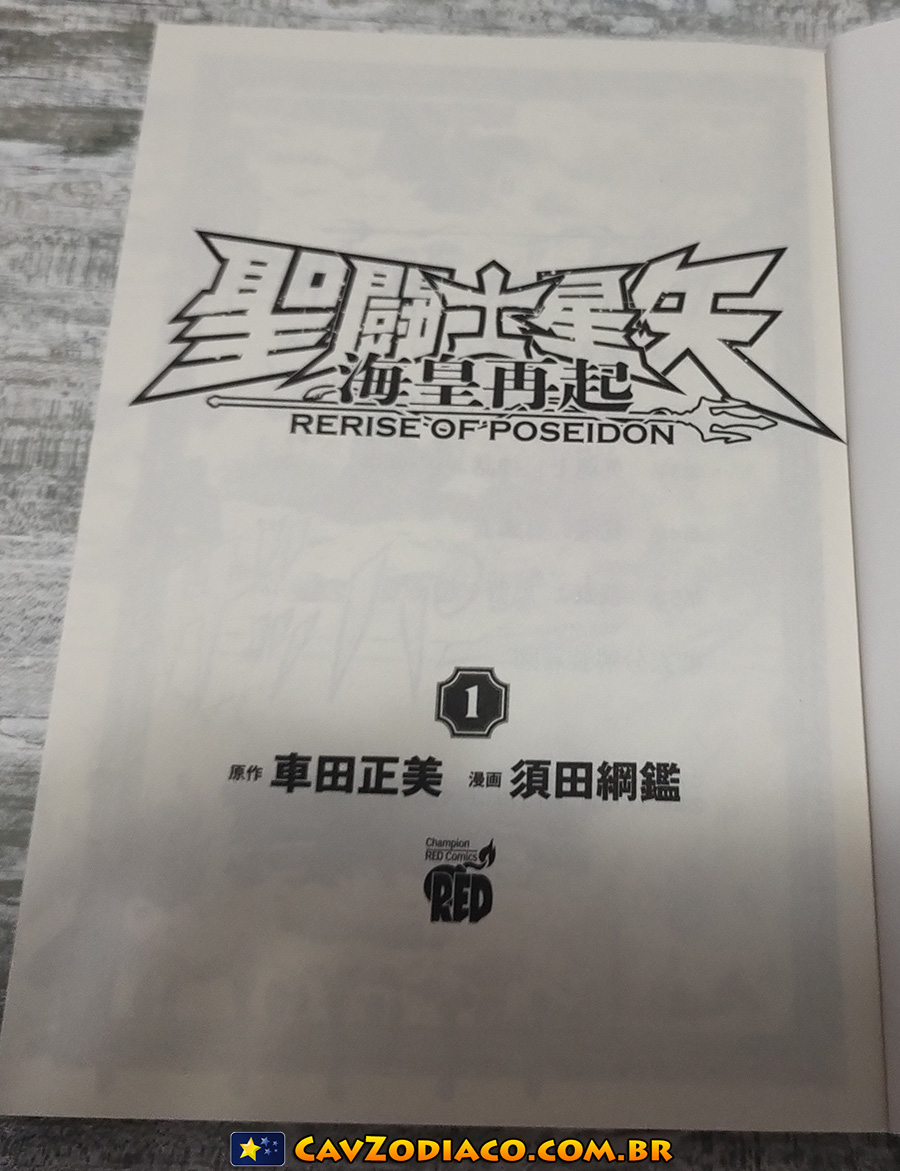 聖闘士星矢
海皇再起
RERISE OF POSEIDON
1
原作 車田正美 漫画 須田綱鑑
Champion
RED Comics
RED
CAVZODIACO.COM.BR